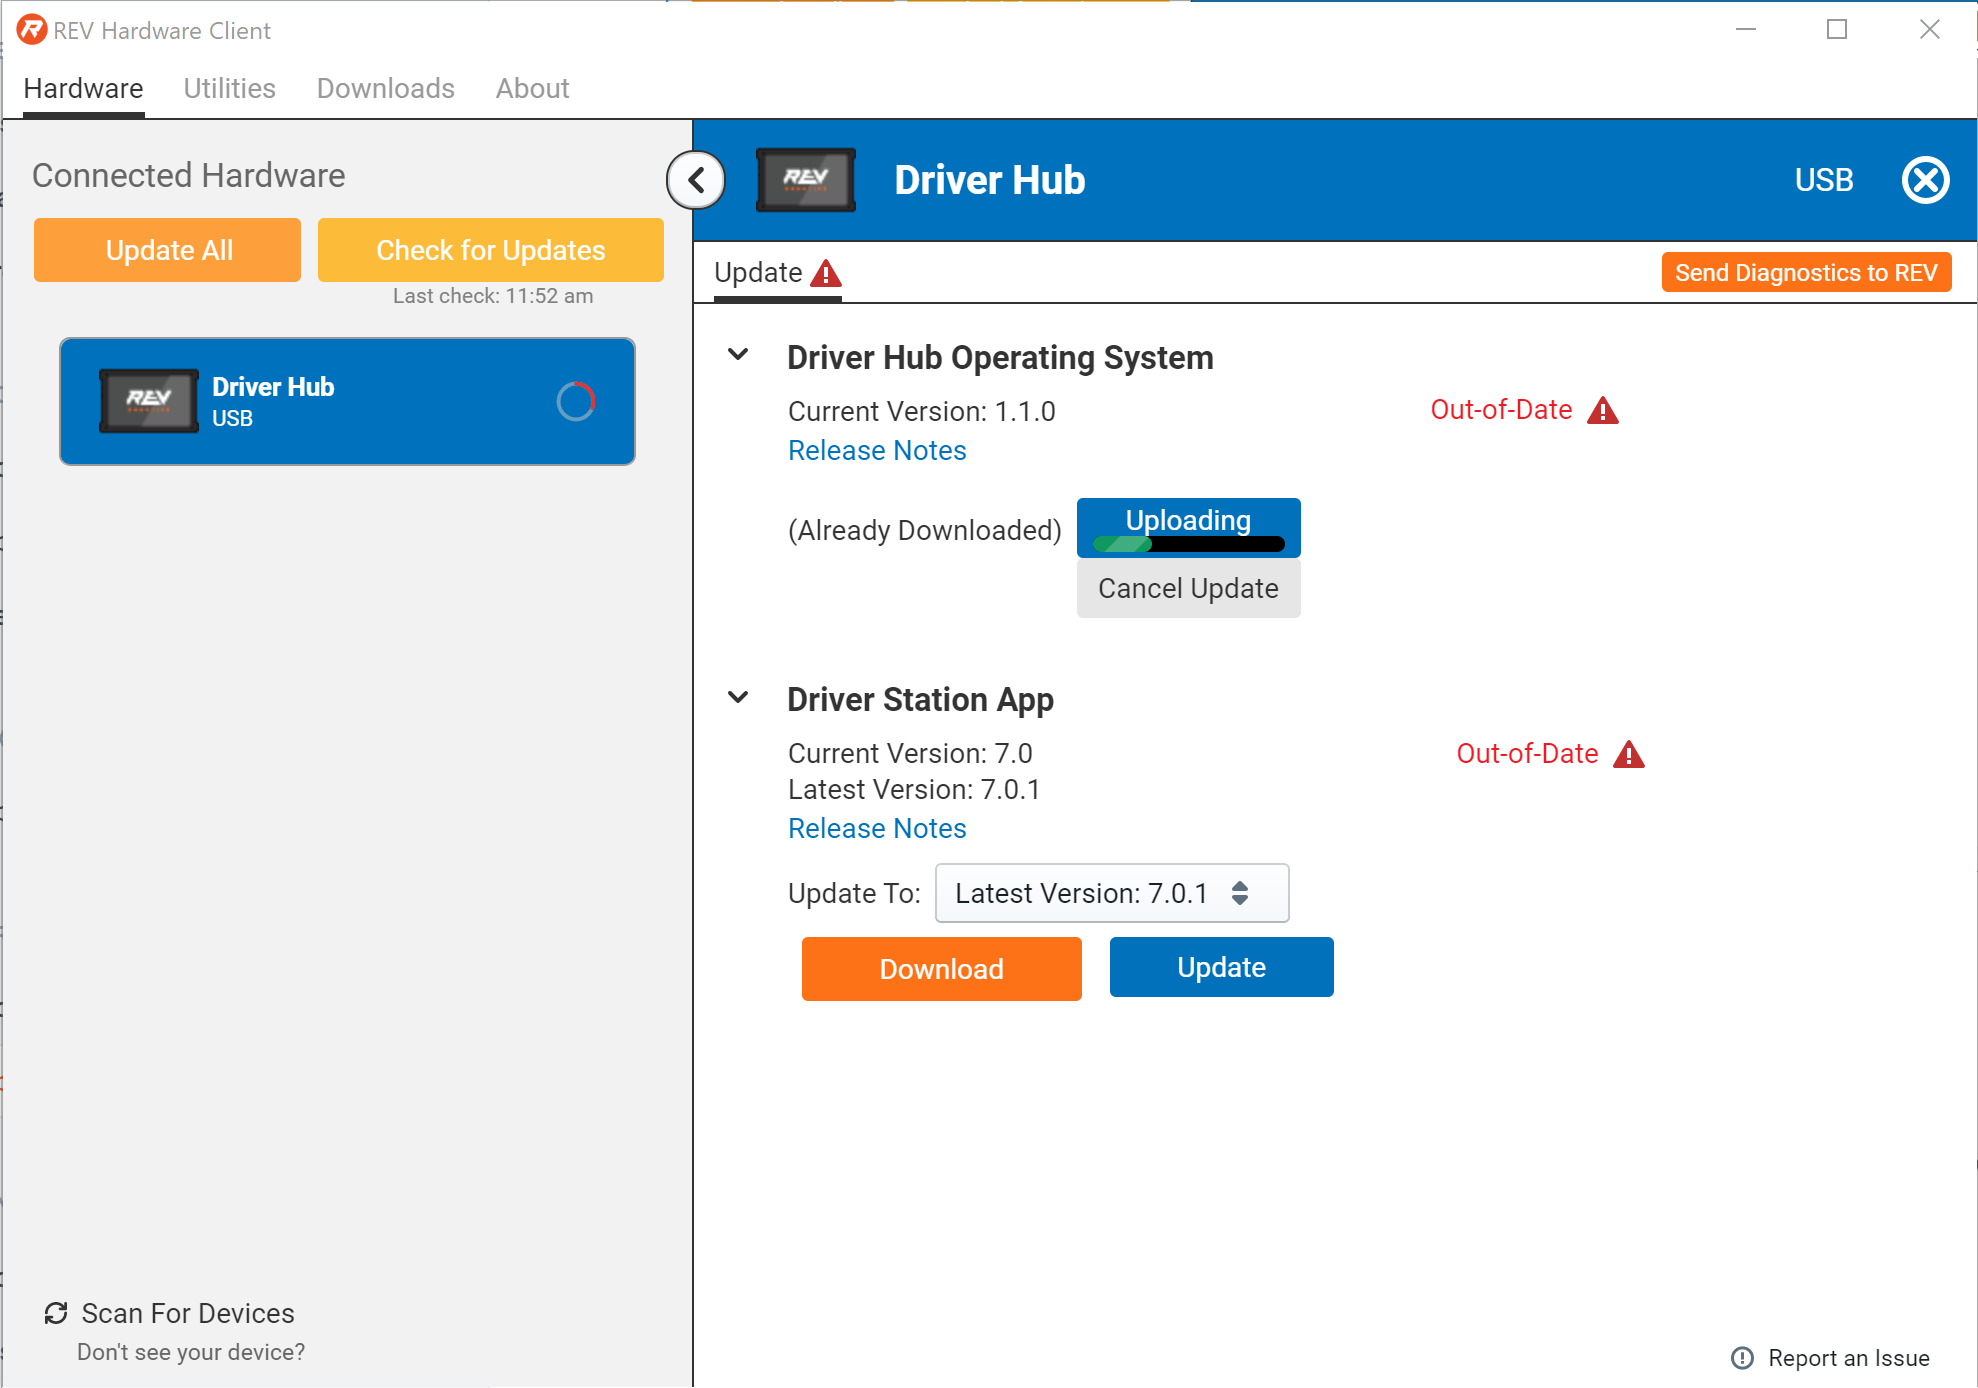 REV Hardware Client
Hardware Utilities Downloads About
Connected Hardware
Update All Check for Updates
Last check: 11:52 am
REV
Driver Hub
USB
Scan For Devices
Don't see your device?
REV
Driver Hub
USB
Update
Send Diagnostics to REV
Driver Hub Operating System
Current Version: 1.1.0
Out-of-Date
Release Notes
(Already Downloaded)
Uploading
Cancel Update
Driver Station App
Current Version: 7.0
Out-of-Date
Latest Version: 7.0.1
Release Notes
Update To: Latest Version: 7.0.1
Download Update
Report an Issue